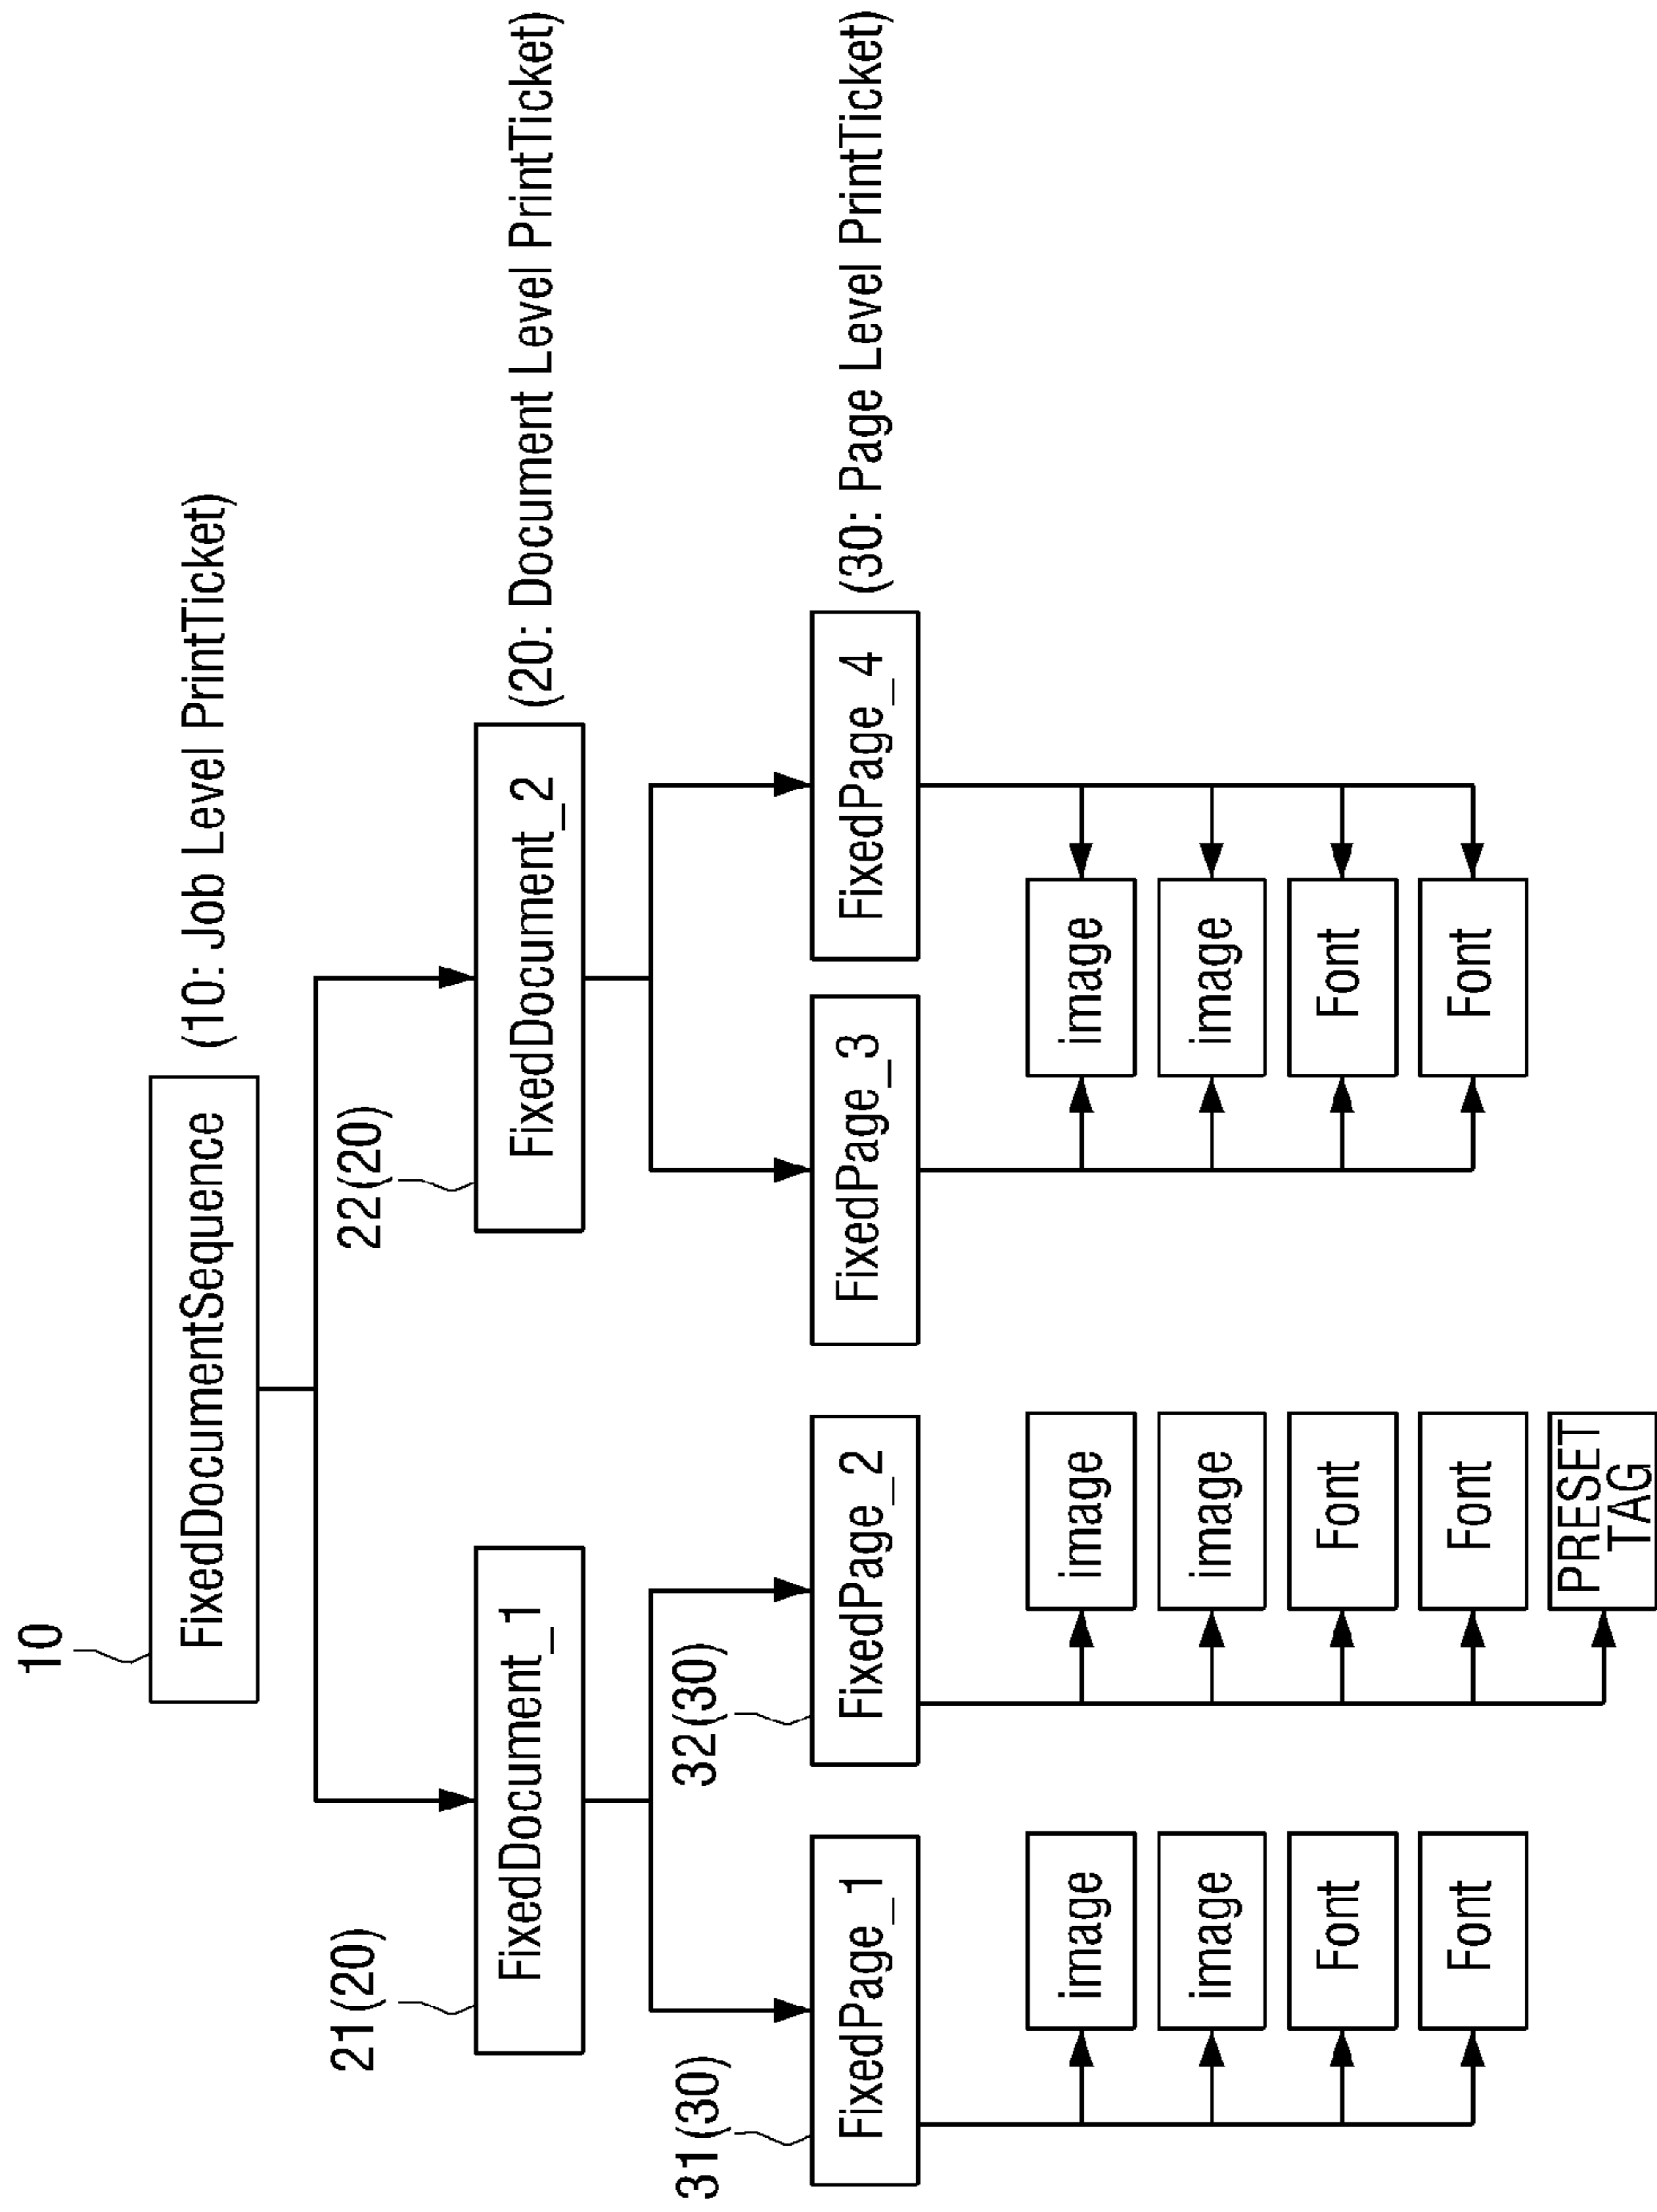 10
FixedDocumentSequence
(10: Job Level PrintTicket)
21(20)
22(20)
FixedDocument_1
FixedDocument_2
(20: Document Level PrintTicket)
31(30)
32(30)
FixedPage_1
FixedPage_2
FixedPage_3
FixedPage_4
(30: Page Level PrintTicket)
image
image
image
image
image
image
Font
Font
Font
Font
Font
Font
PRESET
TAG